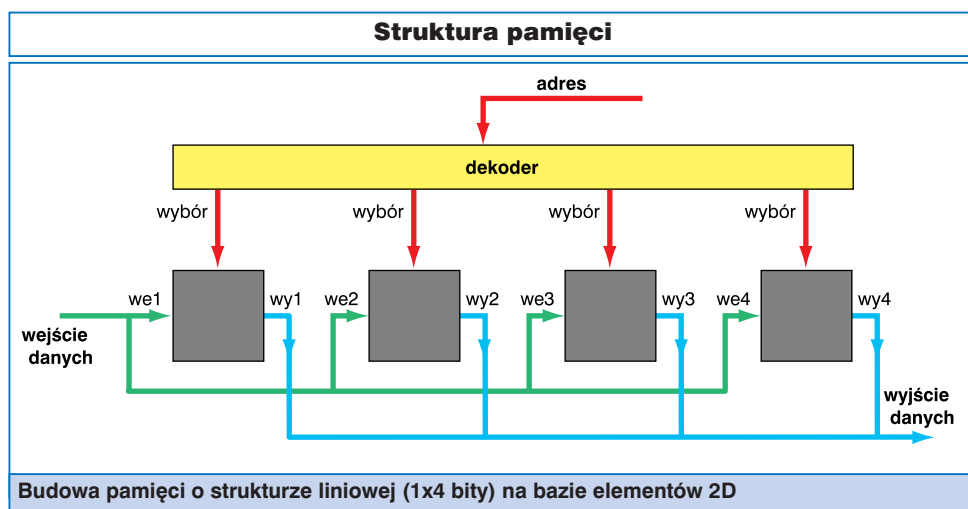 Struktura pamięci
adres
dekoder
wybór wybór wybór wybór
we1 wy1 we2 wy2 we3 wy3 we4 wy4
wejście
danych
wyjście
danych
Budowa pamięci o strukturze liniowej (1x4 bity) na bazie elementów 2D